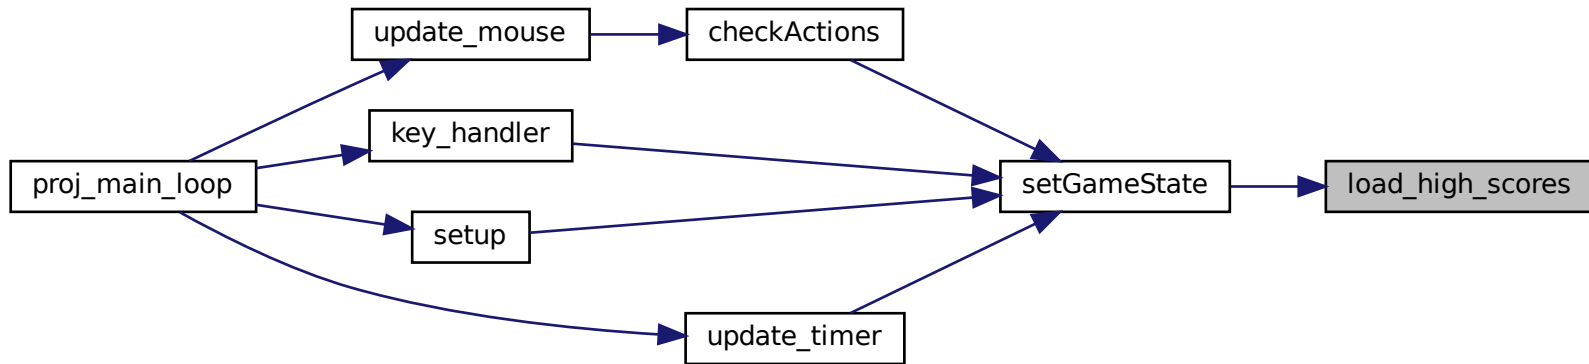 update_mouse
checkActions
key_handler
proj_main_loop
setGameState
load_high_scores
setup
update_timer